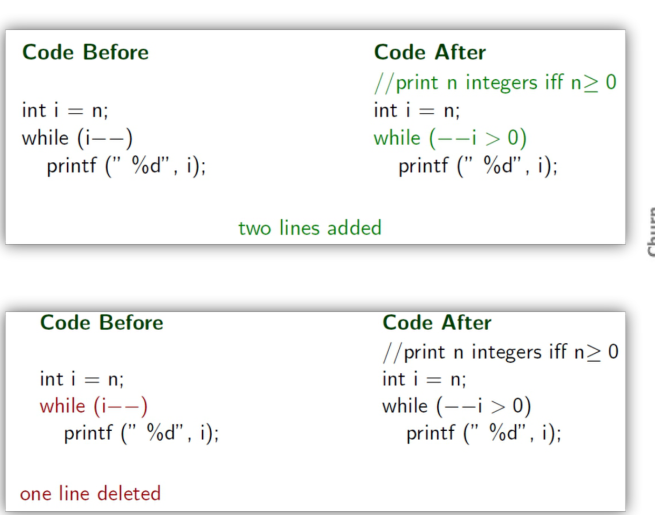 Code Before Code After
//print n integers iff n≥ 0
int i = n; int i = n;
while (i−−) while (−−i > 0)
printf (” %d”, i); printf (” %d”, i);
two lines added
Churn
Code Before Code After
//print n integers iff n≥ 0
int i = n; int i = n;
while (i−−) while (−−i > 0)
printf (” %d”, i); printf (” %d”, i);
one line deleted